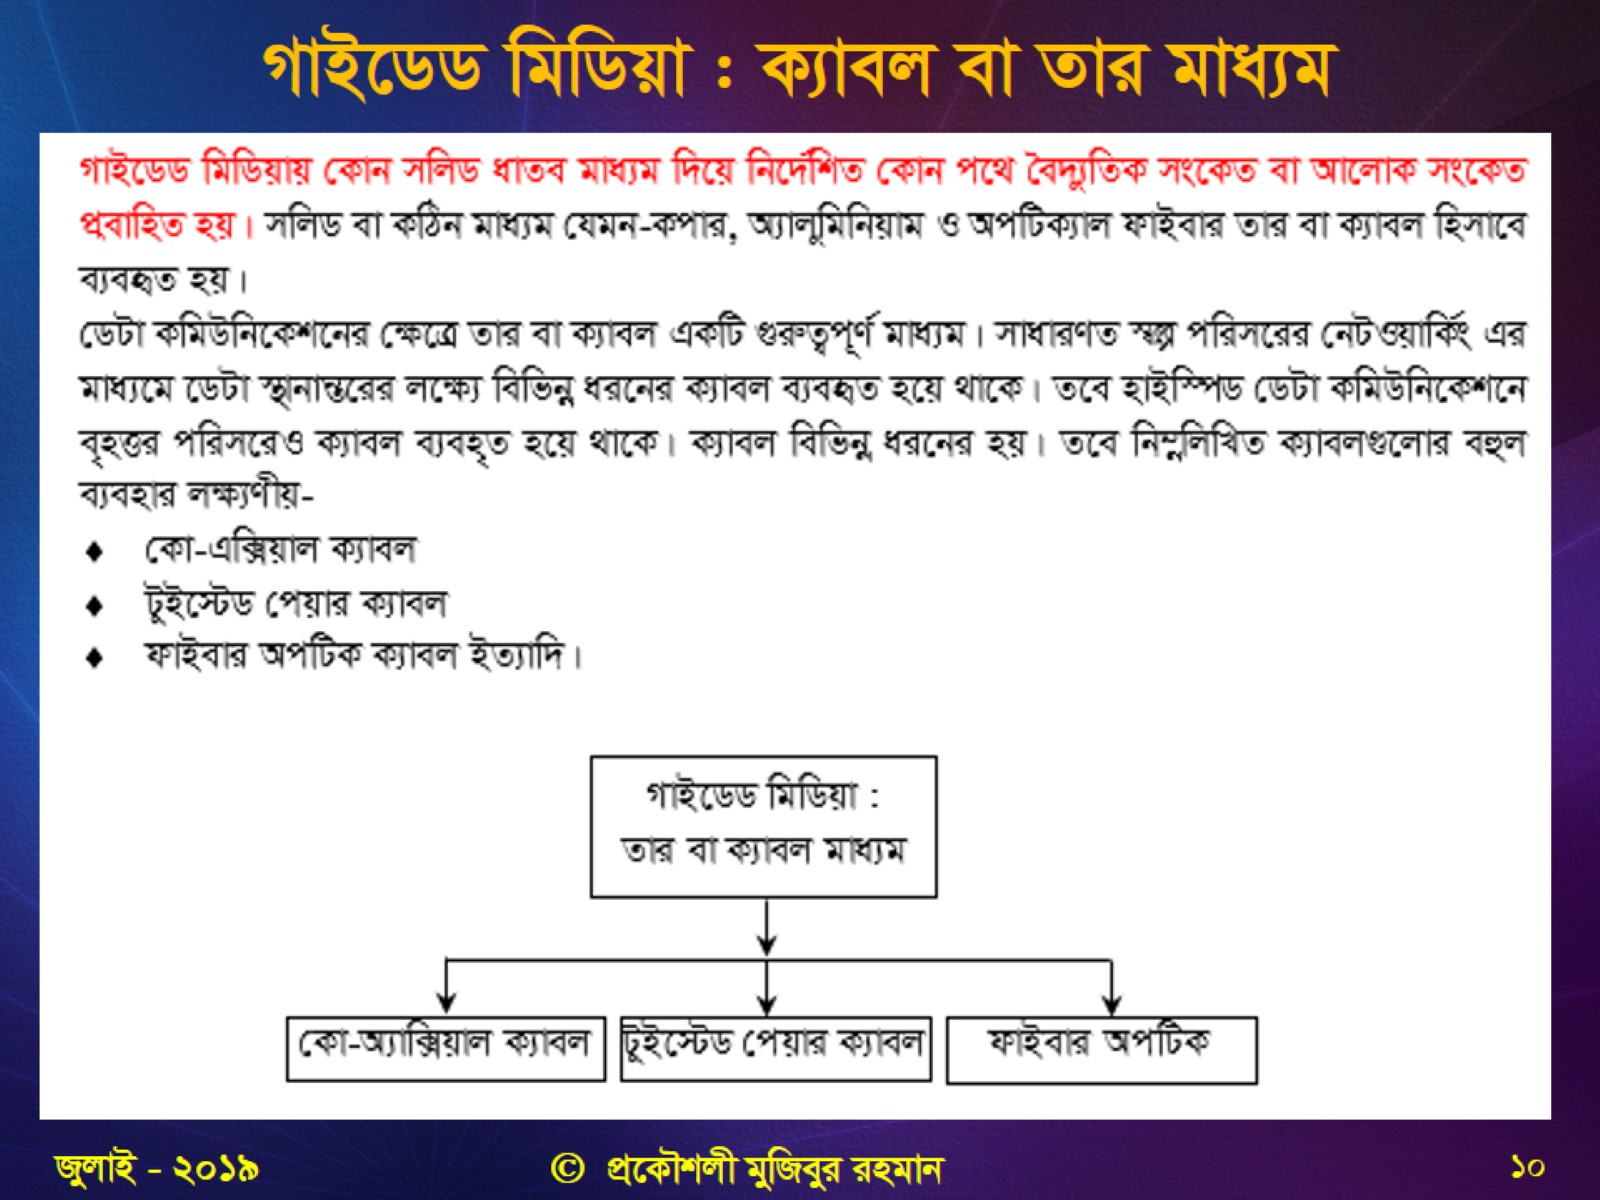 গাইডেড মিডিয়া : ক্যাবল বা তার মাধ্যম
গাইডেড মিডিয়ায় কোন সলিড ধাতব মাধ্যম দিয়ে নির্দেশিত কোন পথে বৈদ্যুতিক সংকেত বা আলোক সংকেত
প্রবাহিত হয়। সলিড বা কঠিন মাধ্যম যেমন-কপার, অ্যালুমিনিয়াম ও অপটিক্যাল ফাইবার তার বা ক্যাবল হিসাবে
ব্যবহৃত হয়।
ডেটা কমিউনিকেশনের ক্ষেত্রে তার বা ক্যাবল একটি গুরুত্বপূর্ণ মাধ্যম। সাধারণত স্বল্প পরিসরের নেটওয়ার্কিং এর
মাধ্যমে ডেটা স্থানান্তরের লক্ষ্যে বিভিন্ন ধরনের ক্যাবল ব্যবহৃত হয়ে থাকে। তবে হাইস্পিড ডেটা কমিউনিকেশনে
বৃহত্তর পরিসরেও ক্যাবল ব্যবহৃত হয়ে থাকে। ক্যাবল বিভিন্ন ধরনের হয়। তবে নিম্নলিখিত ক্যাবলগুলোর বহুল
ব্যবহার লক্ষ্যণীয়-
♦ কো-এক্সিয়াল ক্যাবল
♦ টুইস্টেড পেয়ার ক্যাবল
♦ ফাইবার অপটিক ক্যাবল ইত্যাদি।
গাইডেড মিডিয়া :
তার বা ক্যাবল মাধ্যম
কো-অ্যাক্সিয়াল ক্যাবল টুইস্টেড পেয়ার ক্যাবল ফাইবার অপটিক
জুলাই - ২০১৯ © প্রকৌশলী মুজিবুর রহমান ১০